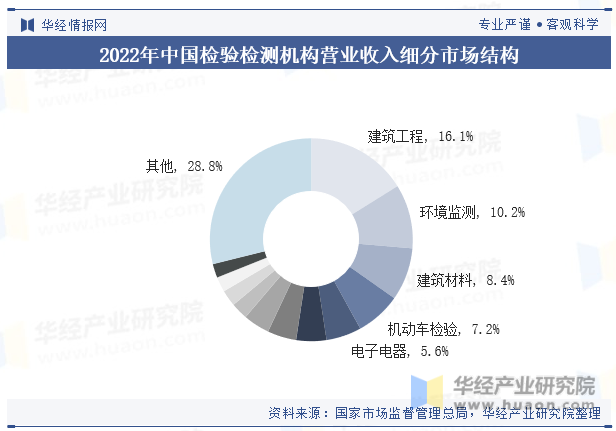 华经情报网
专业严谨•客观科学
2022年中国检验检测机构营业收入细分市场结构
其他, 28.8%
建筑工程, 16.1%
环境监测, 10.2%
建筑材料, 8.4%
机动车检验, 7.2%
电子电器, 5.6%
华经产业研究院
www.huaon.com
资料来源：国家市场监督管理总局，华经产业研究院整理